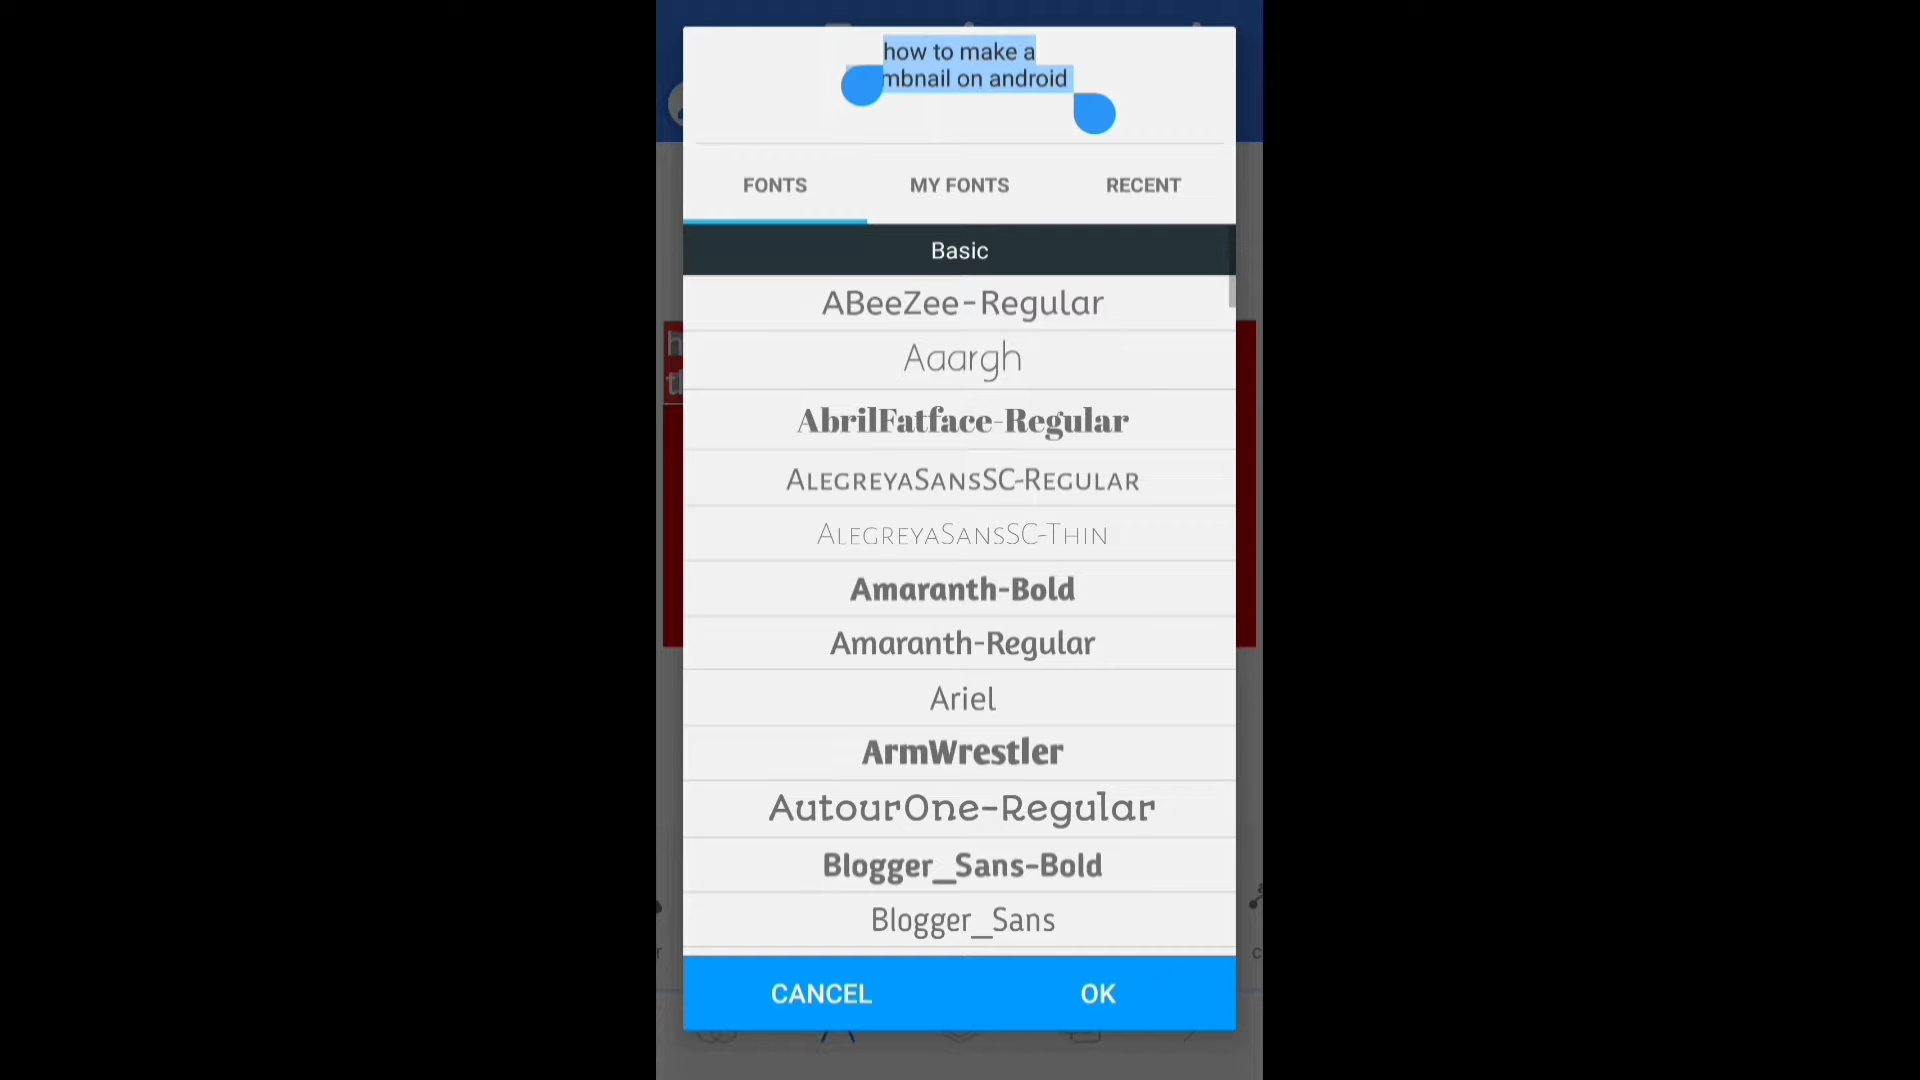 how to make a
mbnail on android
FONTS
MY FONTS
RECENT
Basic
ABeeZee-Regular
Aaargh
AbrilFatface-Regular
AlegreyaSansSC-Regular
AlegreyaSansSC-Thin
Amaranth-Bold
Amaranth-Regular
Ariel
ArmWrestler
AutourOne-Regular
Blogger_Sans-Bold
Blogger_Sans
CANCEL
OK